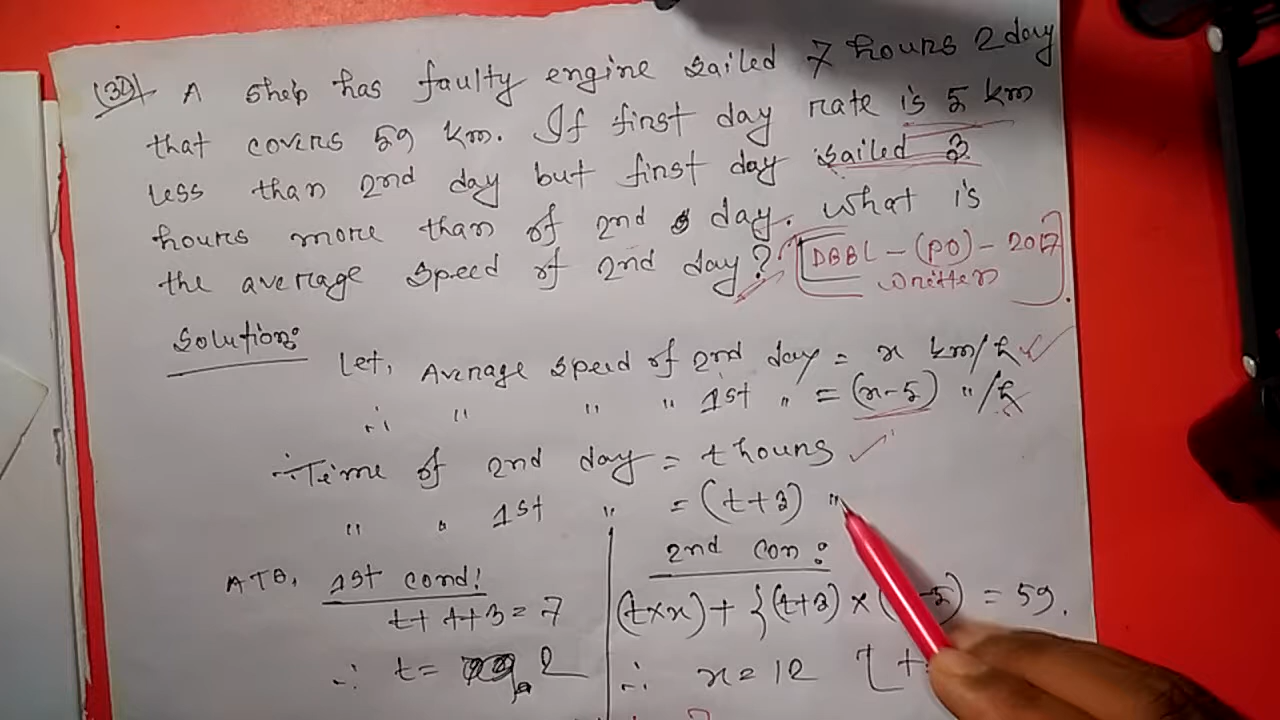 (32) A Ship has faulty engine sailed 7 hours 2 day
that covers 59 km. If first day rate is 5 km
less than 2nd day but first day sailed 3
hours more than of 2nd day. What is
the average speed of 2nd day? [DBBL - (PO) - 2017
written]
Solution:
Let, Average speed of 2nd day = x km/h
∴ " " " 1st " = (x-5) "/h
∴ Time of 2nd day = t hours
" " 1st " = (t+3) "
ATQ, 1st cond!
t+t+3=7
∴ t= 2
2nd con:
(t×x)+{(t+3)×( -5) = 59.
∴ x=12 [t